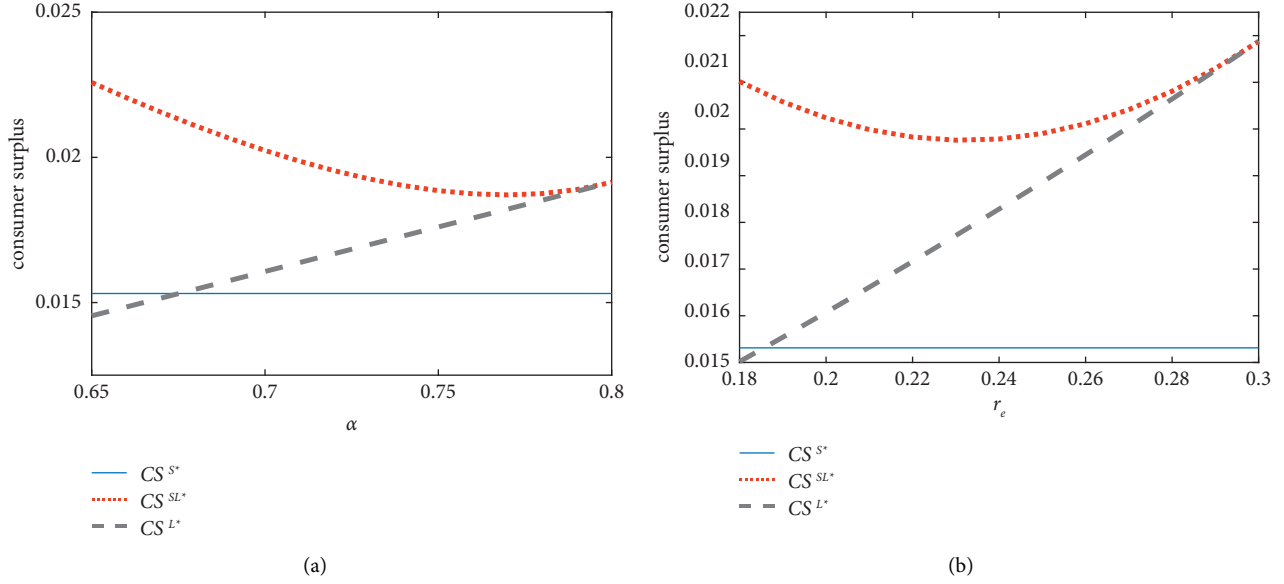 0.025
0.02
0.015
consumer surplus
0.65 0.7 0.75 0.8
α
CS S*
CS SL*
CS L*
(a)
0.022
0.021
0.02
0.019
0.018
0.017
0.016
0.015
consumer surplus
0.18 0.2 0.22 0.24 0.26 0.28 0.3
r e
CS S*
CS SL*
CS L*
(b)